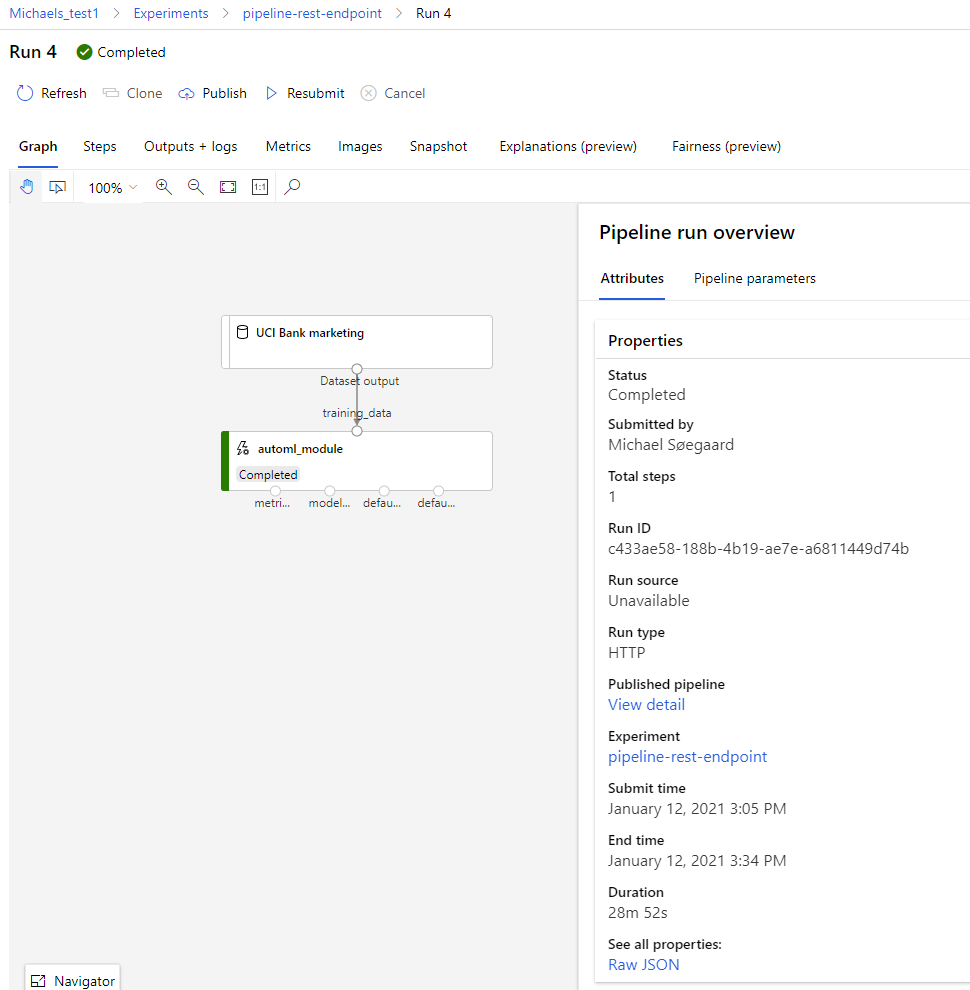 Michaels_test1 > Experiments > pipeline-rest-endpoint > Run 4
Run 4 Completed
Refresh Clone Publish Resubmit Cancel
Graph Steps Outputs + logs Metrics Images Snapshot Explanations (preview) Fairness (preview)
100% 1:1
UCI Bank marketing
Dataset output
training_data
automl_module
Completed
metri... model... defau... defau...
Navigator
Pipeline run overview
Attributes Pipeline parameters
Properties
Status
Completed
Submitted by
Michael Søegaard
Total steps
1
Run ID
c433ae58-188b-4b19-ae7e-a6811449d74b
Run source
Unavailable
Run type
HTTP
Published pipeline
View detail
Experiment
pipeline-rest-endpoint
Submit time
January 12, 2021 3:05 PM
End time
January 12, 2021 3:34 PM
Duration
28m 52s
See all properties:
Raw JSON